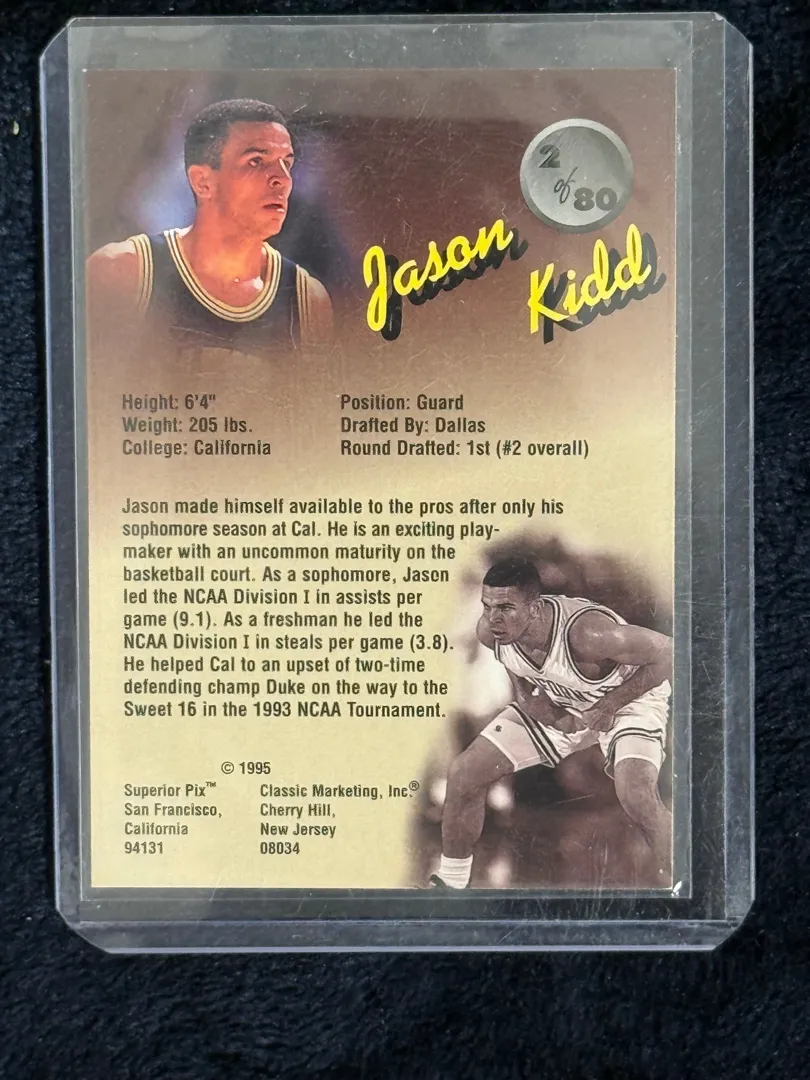 2
of
80
Jason
Kidd
Height: 6'4"
Weight: 205 lbs.
College: California
Position: Guard
Drafted By: Dallas
Round Drafted: 1st (#2 overall)
Jason made himself available to the pros after only his
sophomore season at Cal. He is an exciting play-
maker with an uncommon maturity on the
basketball court. As a sophomore, Jason
led the NCAA Division I in assists per
game (9.1). As a freshman he led the
NCAA Division I in steals per game (3.8).
He helped Cal to an upset of two-time
defending champ Duke on the way to the
Sweet 16 in the 1993 NCAA Tournament.
© 1995
Superior Pix™
San Francisco,
California
94131
Classic Marketing, Inc.®
Cherry Hill,
New Jersey
08034